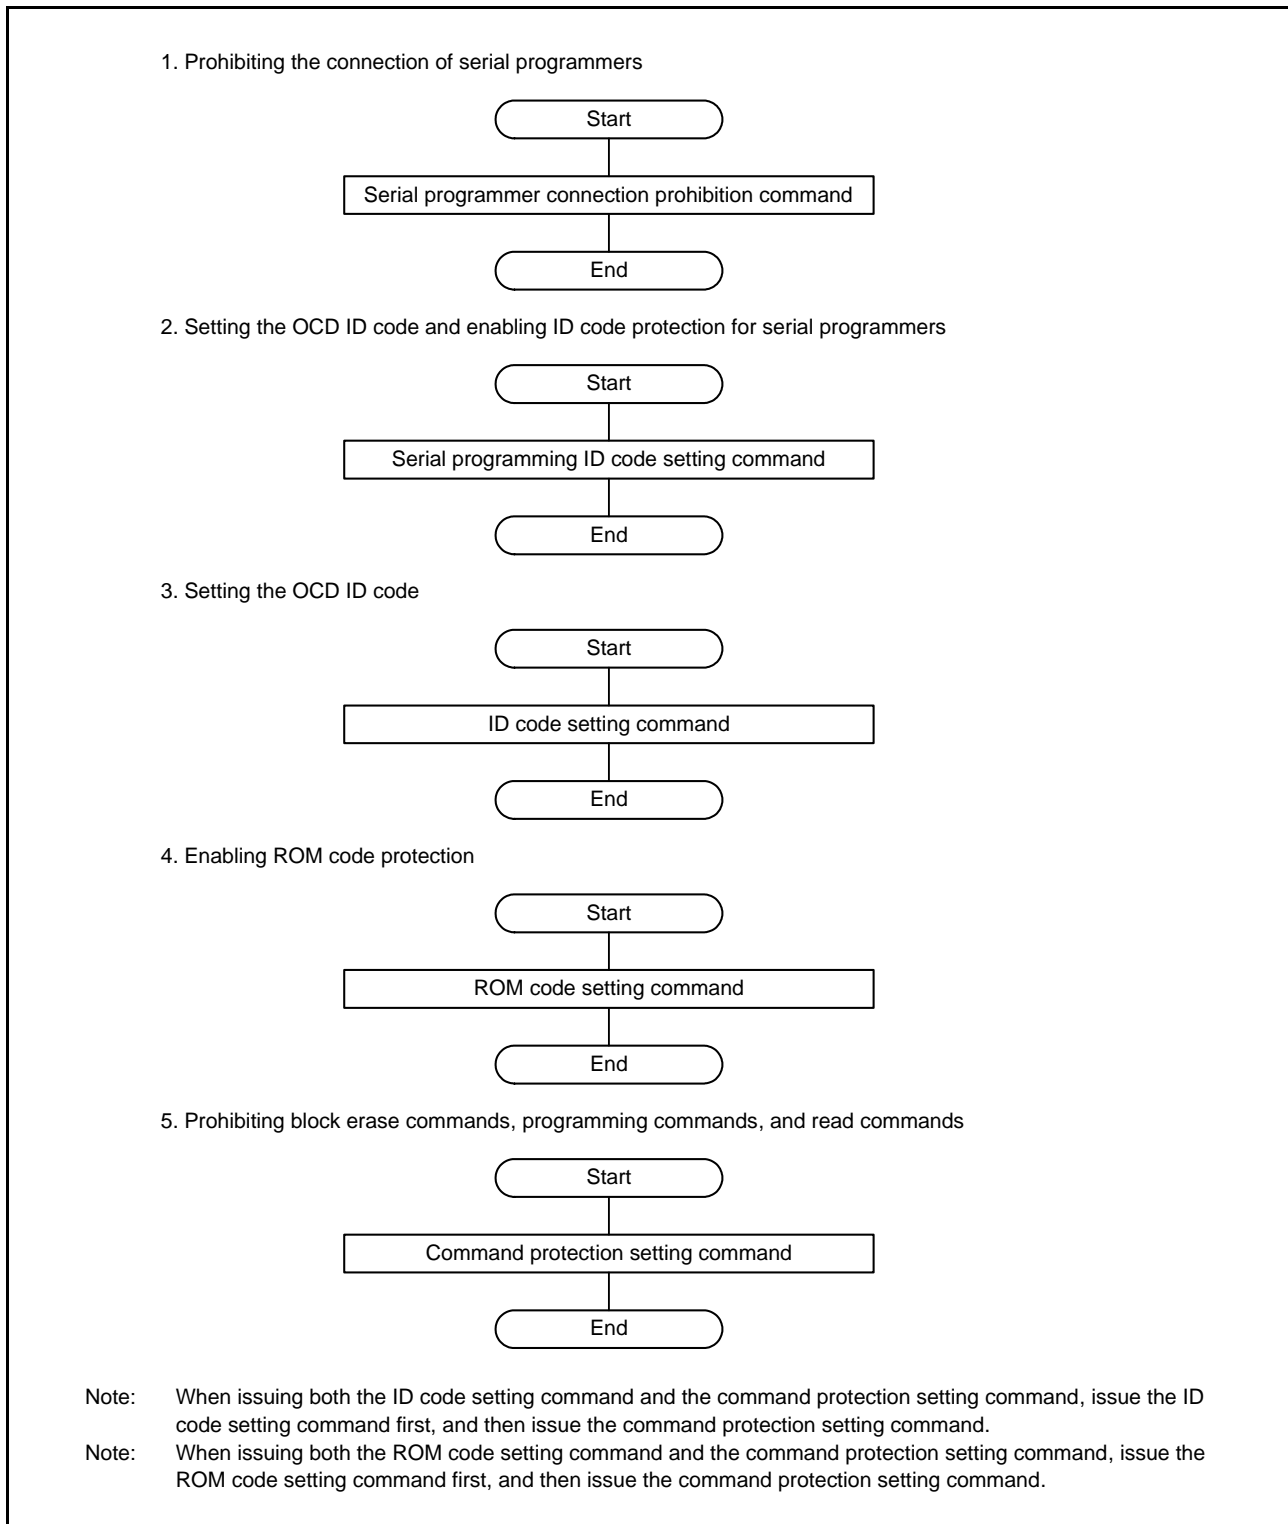 1. Prohibiting the connection of serial programmers
Start
Serial programmer connection prohibition command
End
2. Setting the OCD ID code and enabling ID code protection for serial programmers
Start
Serial programming ID code setting command
End
3. Setting the OCD ID code
Start
ID code setting command
End
4. Enabling ROM code protection
Start
ROM code setting command
End
5. Prohibiting block erase commands, programming commands, and read commands
Start
Command protection setting command
End
Note: When issuing both the ID code setting command and the command protection setting command, issue the ID
code setting command first, and then issue the command protection setting command.
Note: When issuing both the ROM code setting command and the command protection setting command, issue the
ROM code setting command first, and then issue the command protection setting command.